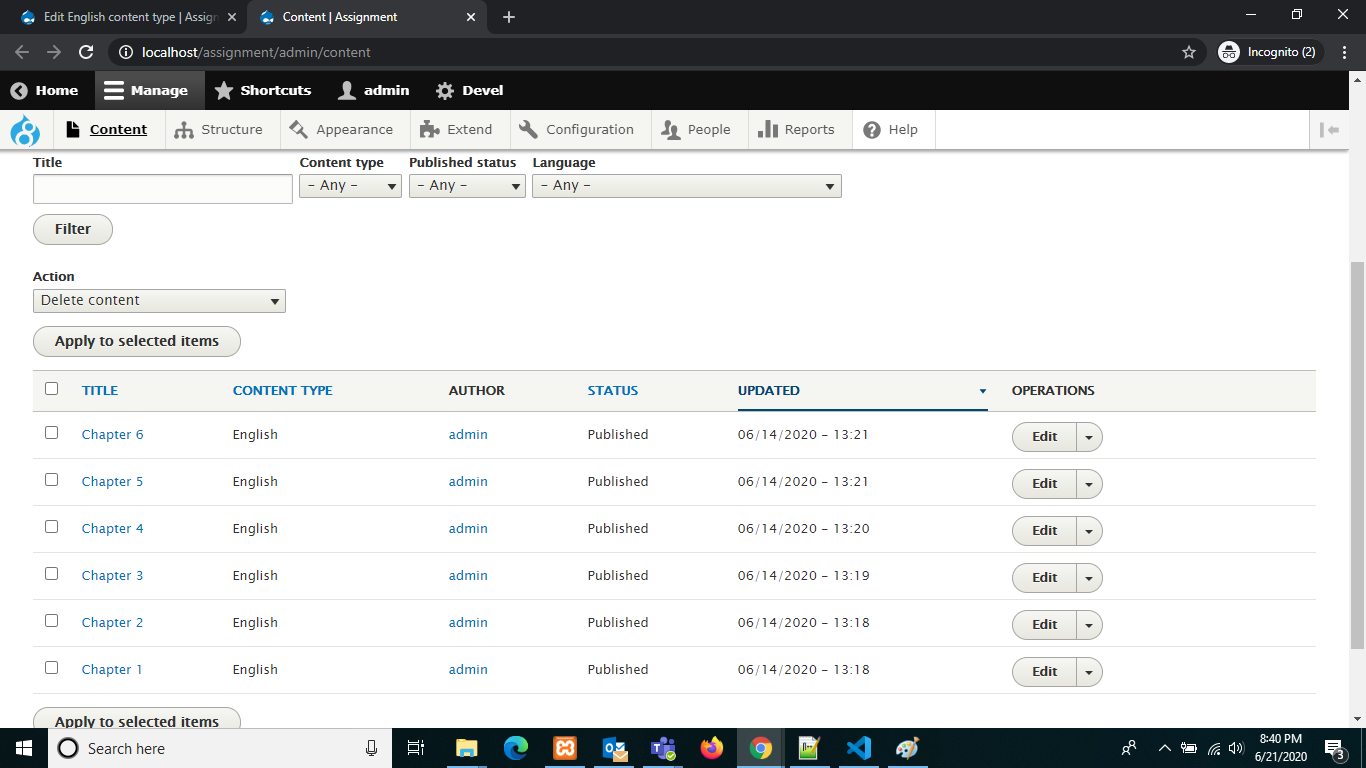 Edit English content type | Assign
Content | Assignment
localhost/assignment/admin/content
Incognito (2)
Home
Manage
Shortcuts
admin
Devel
Content
Structure
Appearance
Extend
Configuration
People
Reports
Help
Title
Content type
Published status
Language
- Any -
- Any -
- Any -
Filter
Action
Delete content
Apply to selected items
TITLE CONTENT TYPE AUTHOR STATUS UPDATED OPERATIONS
Chapter 6 English admin Published 06/14/2020 - 13:21 Edit
Chapter 5 English admin Published 06/14/2020 - 13:21 Edit
Chapter 4 English admin Published 06/14/2020 - 13:20 Edit
Chapter 3 English admin Published 06/14/2020 - 13:19 Edit
Chapter 2 English admin Published 06/14/2020 - 13:18 Edit
Chapter 1 English admin Published 06/14/2020 - 13:18 Edit
Apply to selected items
Search here
8:40 PM
6/21/2020
3